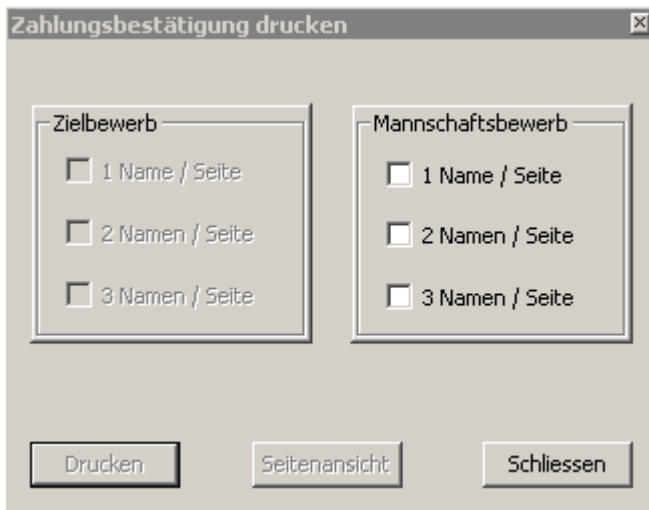 Zahlungsbestätigung drucken
Zielbewerb
1 Name / Seite
2 Namen / Seite
3 Namen / Seite
Mannschaftsbewerb
1 Name / Seite
2 Namen / Seite
3 Namen / Seite
Drucken
Seitenansicht
Schliessen